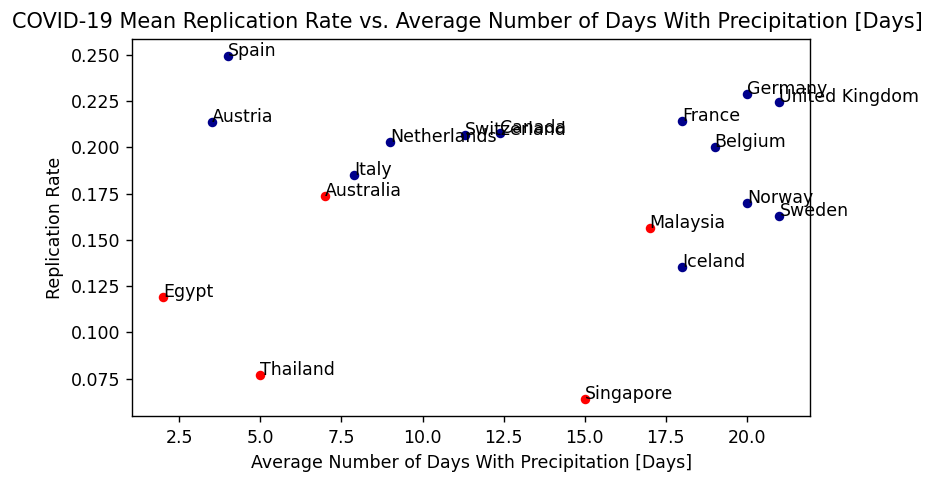 COVID-19 Mean Replication Rate vs. Average Number of Days With Precipitation [Days]
0.250
0.225
0.200
0.175
0.150
0.125
0.100
0.075
Replication Rate
Spain
Germany
United Kingdom
Austria
France
Canada
Switzerland
Netherlands
Belgium
Italy
Australia
Norway
Sweden
Malaysia
Iceland
Egypt
Thailand
Singapore
2.5 5.0 7.5 10.0 12.5 15.0 17.5 20.0
Average Number of Days With Precipitation [Days]